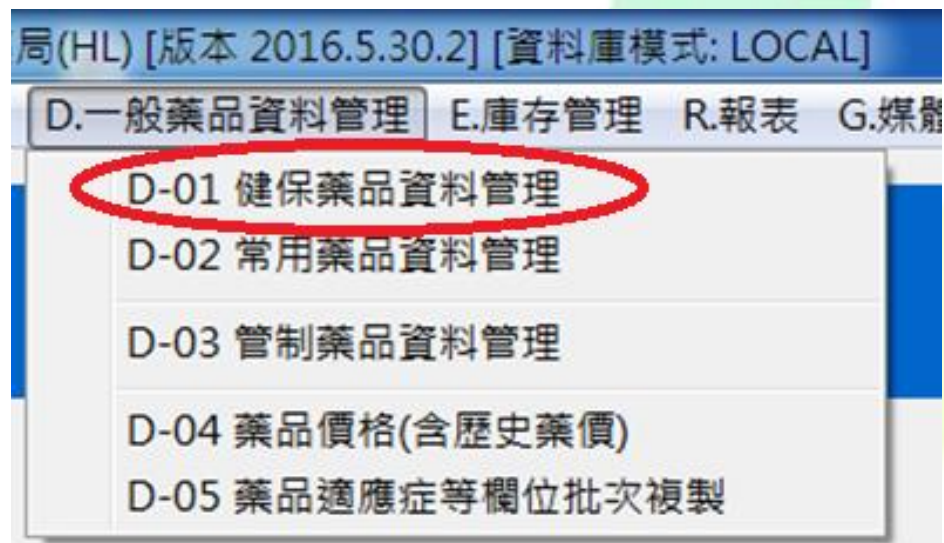 局(HL) [版本 2016.5.30.2] [資料庫模式: LOCAL]
D.一般藥品資料管理 E.庫存管理 R.報表 G.媒體
D-01 健保藥品資料管理
D-02 常用藥品資料管理
D-03 管制藥品資料管理
D-04 藥品價格(含歷史藥價)
D-05 藥品適應症等欄位批次複製